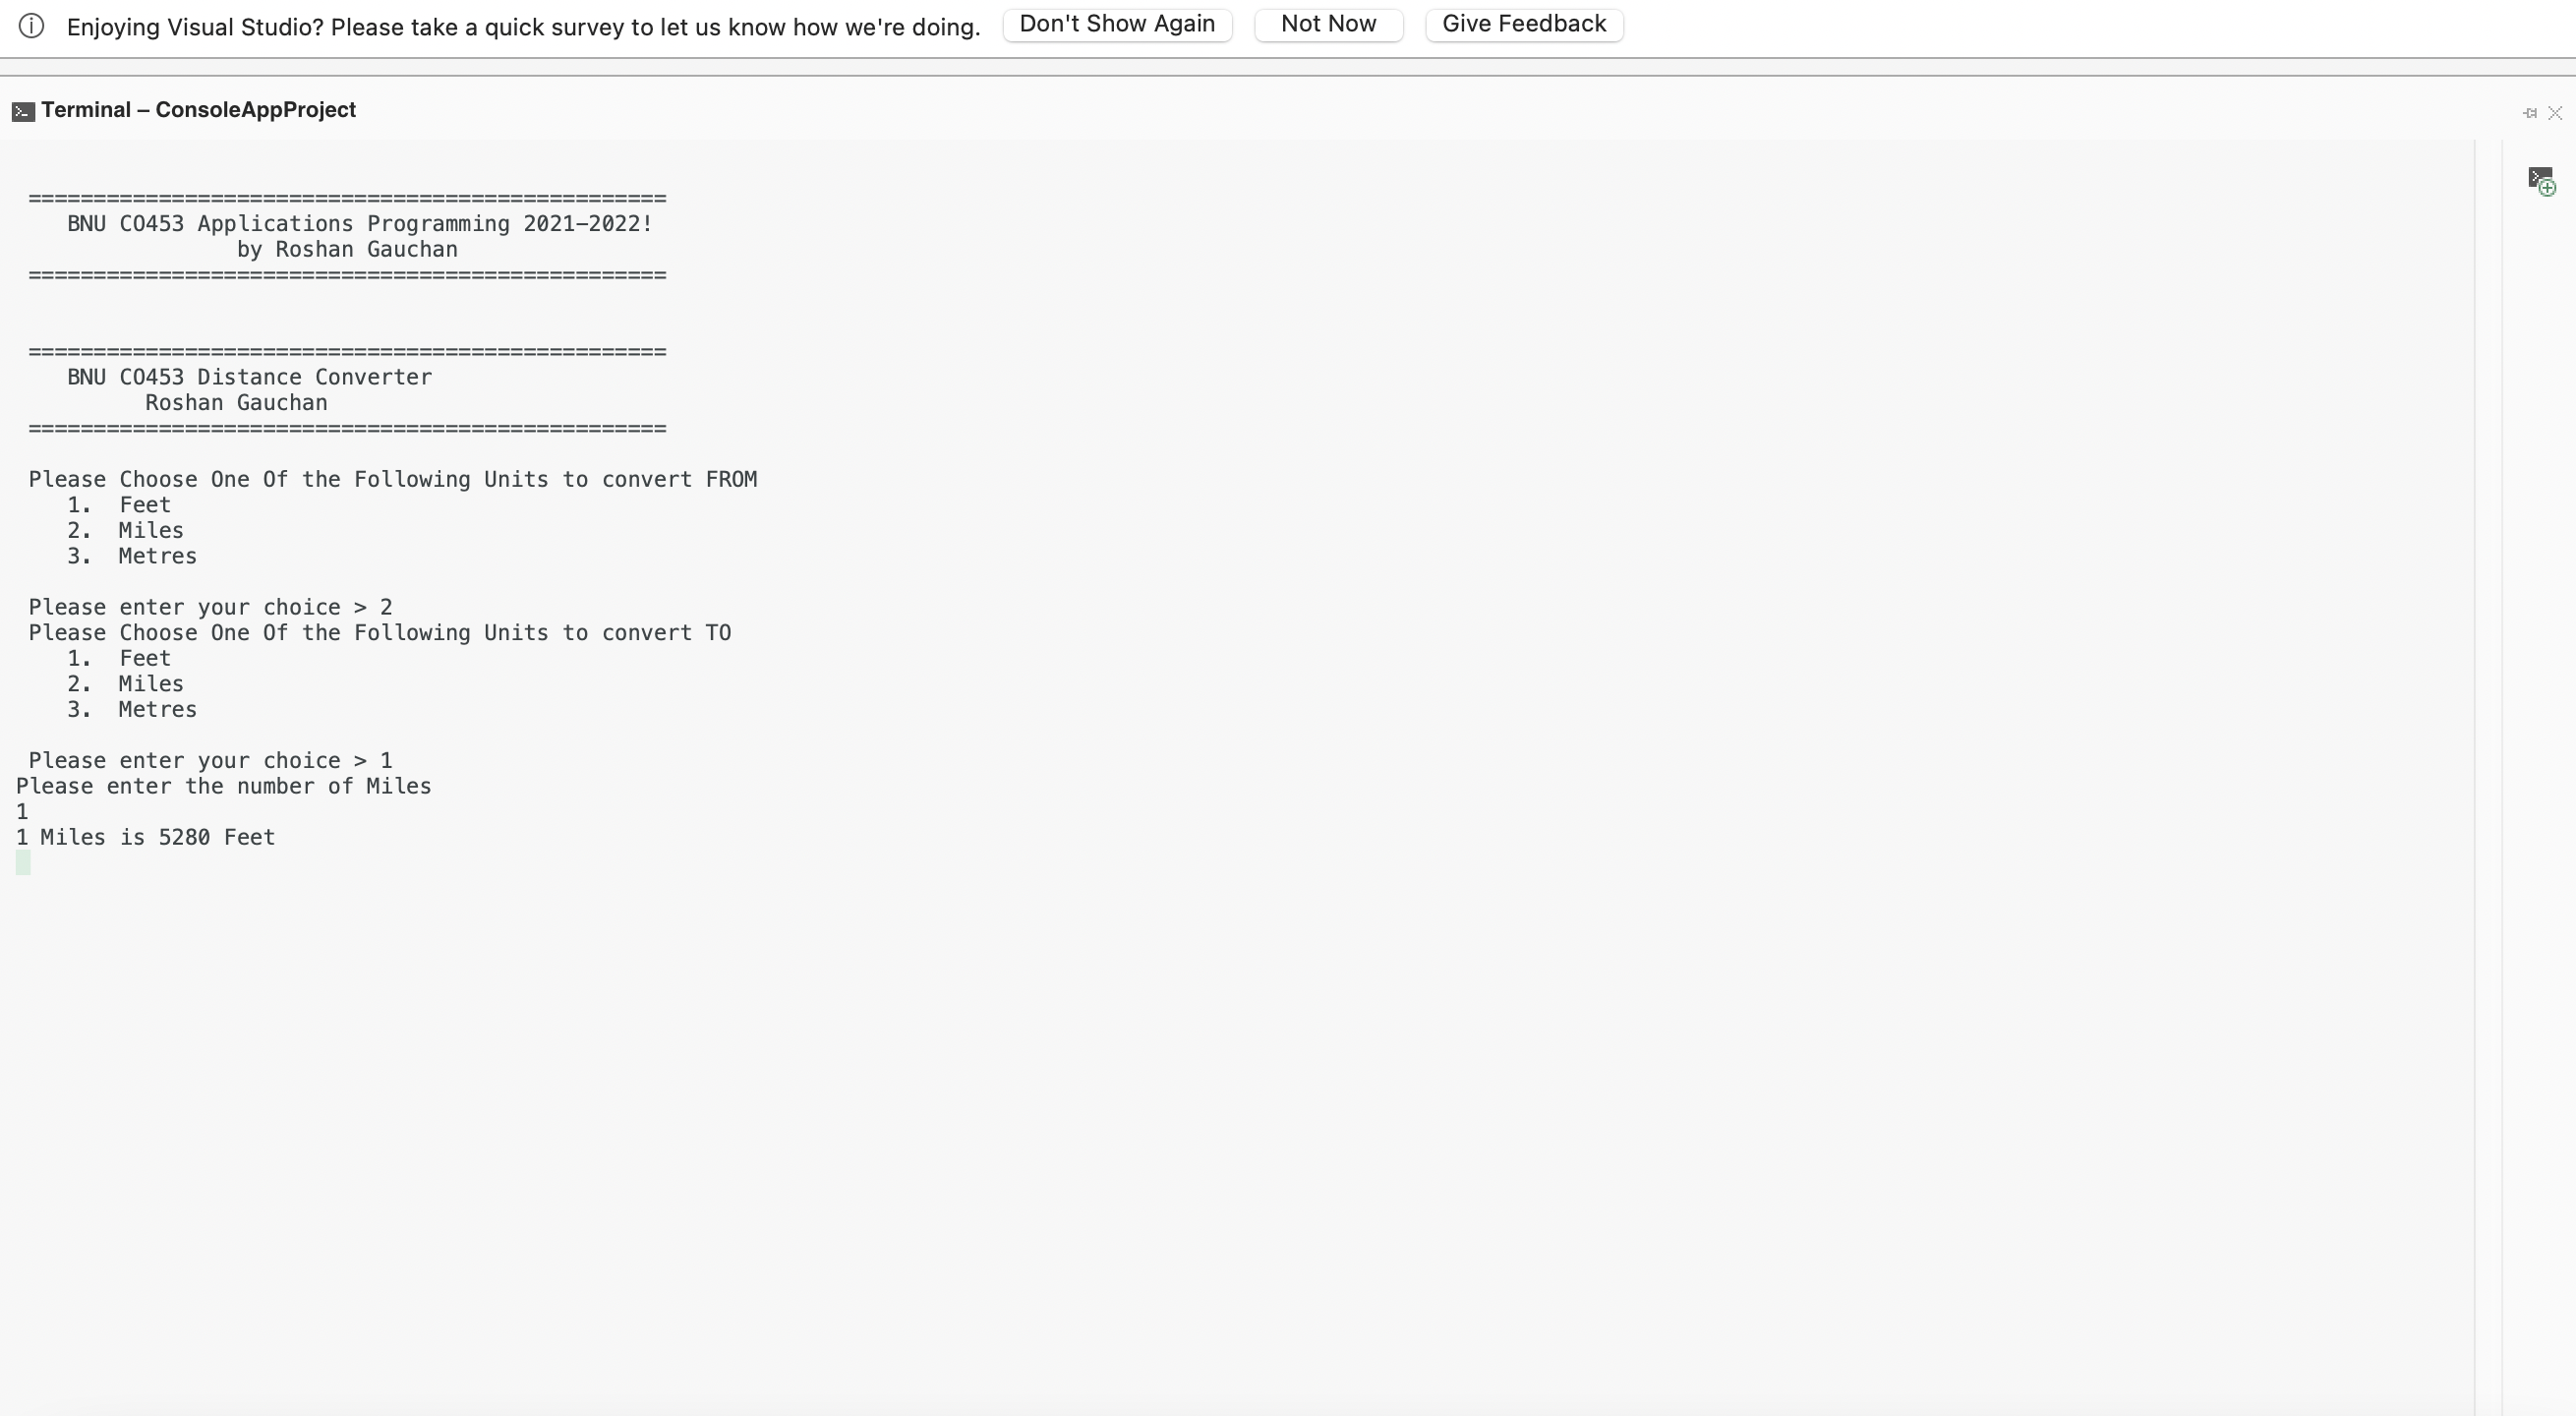 Enjoying Visual Studio? Please take a quick survey to let us know how we're doing. Don't Show Again Not Now Give Feedback
Terminal – ConsoleAppProject
=================================================
BNU CO453 Applications Programming 2021-2022!
by Roshan Gauchan
=================================================
=================================================
BNU CO453 Distance Converter
Roshan Gauchan
=================================================
Please Choose One Of the Following Units to convert FROM
1. Feet
2. Miles
3. Metres
Please enter your choice > 2
Please Choose One Of the Following Units to convert TO
1. Feet
2. Miles
3. Metres
Please enter your choice > 1
Please enter the number of Miles
1
1 Miles is 5280 Feet